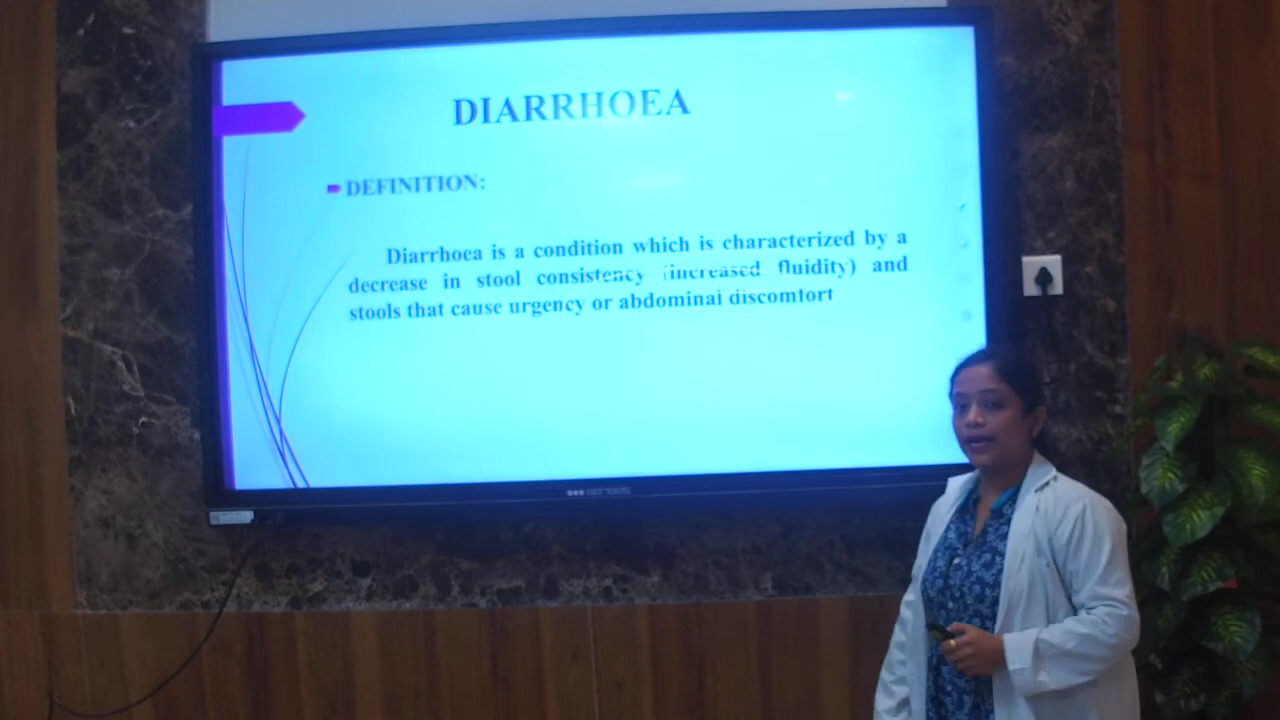 DIARRHOEA
DEFINITION:
Diarrhoea is a condition which is characterized by a
decrease in stool consistency (increased fluidity) and
stools that cause urgency or abdominal discomfort